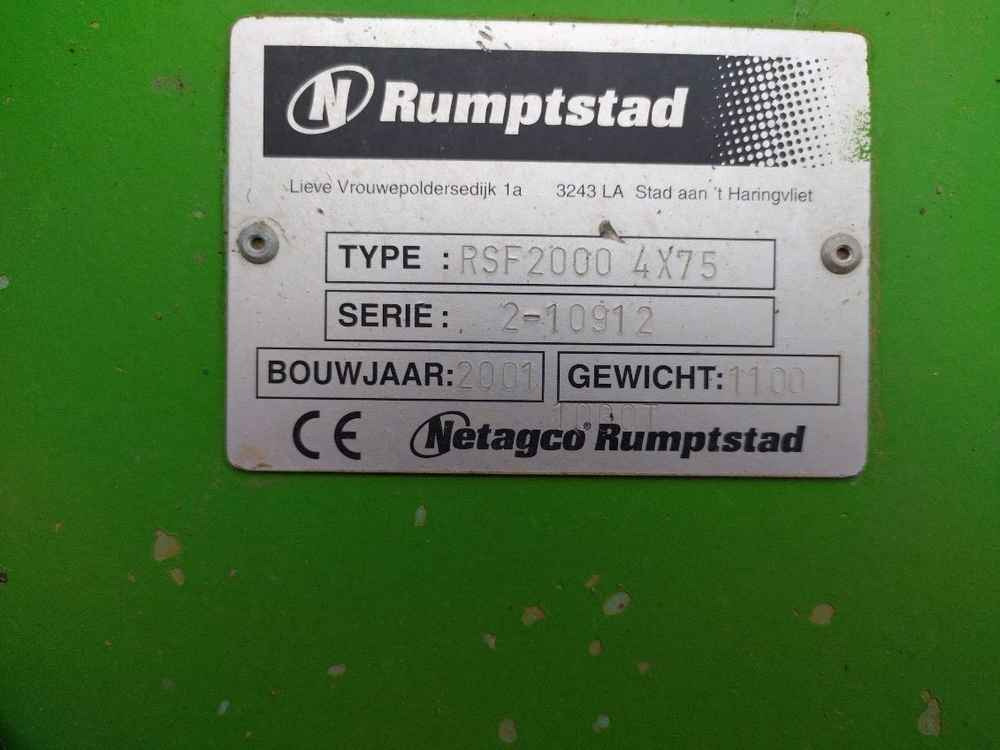 N Rumptstad
Lieve Vrouwepoldersedijk 1a 3243 LA Stad aan 't Haringvliet
TYPE : RSF2000 4X75
SERIE : 2-10912
BOUWJAAR: 2001 GEWICHT: 1100
CE Netagco® Rumptstad